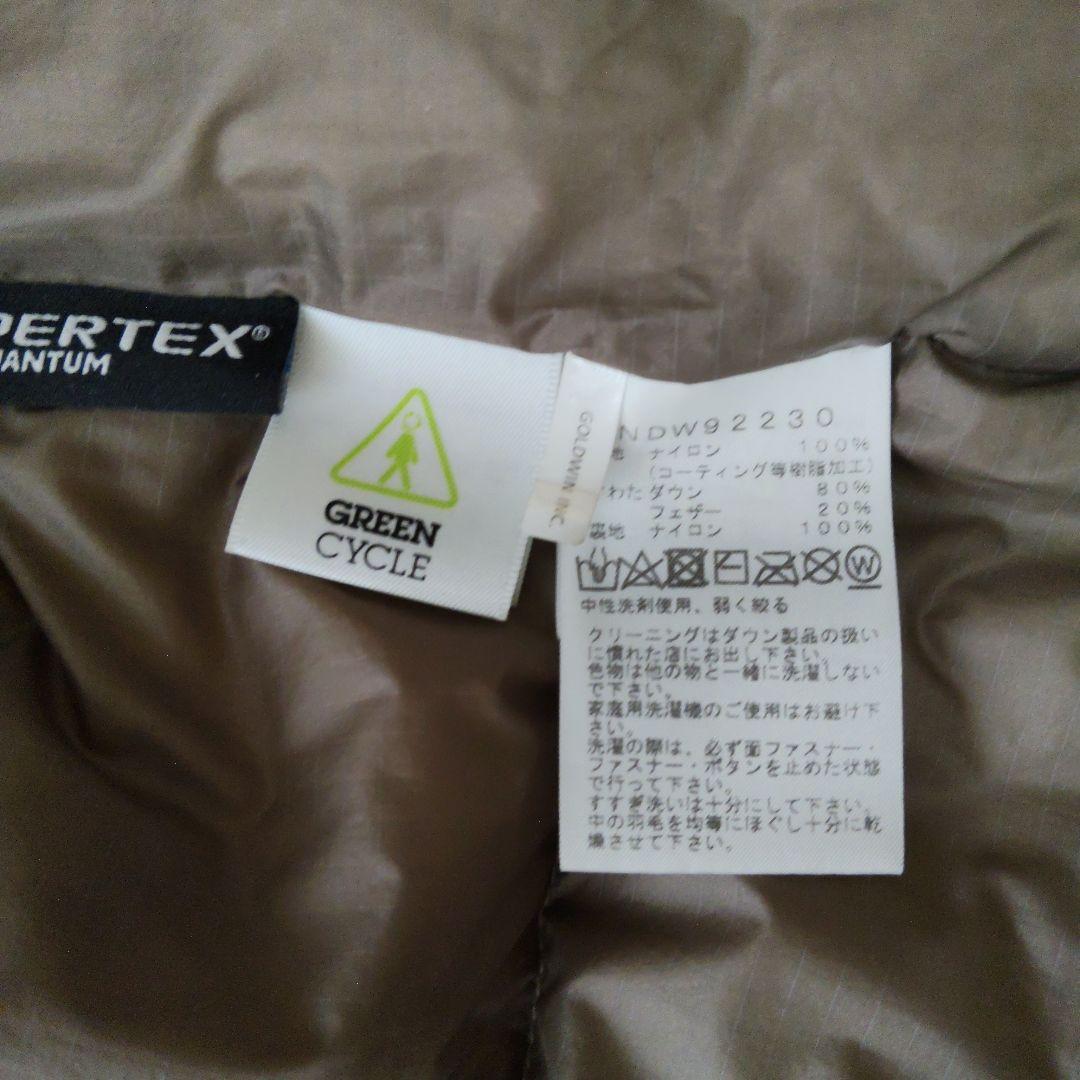 PERTEX®
ANTUM
GREEN
CYCLE
GOLDWIN INC.
NDW92230
地 ナイロン 100%
(コーティング等樹脂加工)
わた ダウン 80%
フェザー 20%
裏地 ナイロン 100%
W
中性洗剤使用、弱く絞る
クリーニングはダウン製品の扱い
に慣れた店にお出し下さい。
色物は他の物と一緒に洗濯しない
で下さい。
家庭用洗濯機のご使用はお避け下
さい。
洗濯の際は、必ず面ファスナー・
ファスナー・ボタンを止めた状態
で行って下さい。
すすぎ洗いは十分にして下さい。
中の羽毛を均等にほぐし十分に乾
燥させて下さい。